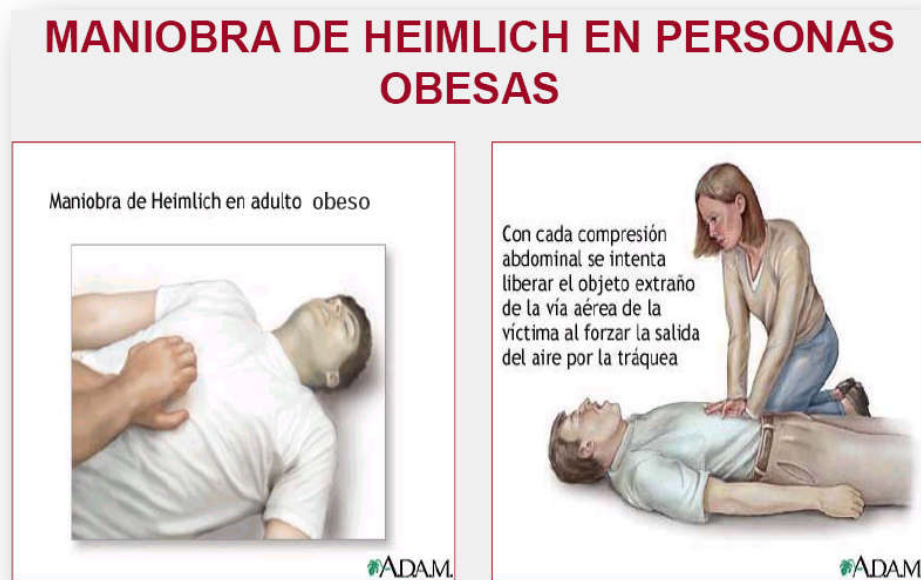 MANIOBRA DE HEIMLICH EN PERSONAS
OBESAS
Maniobra de Heimlich en adulto obeso
ADAM.
Con cada compresión
abdominal se intenta
liberar el objeto extraño
de la vía aérea de la
víctima al forzar la salida
del aire por la tráquea
ADAM